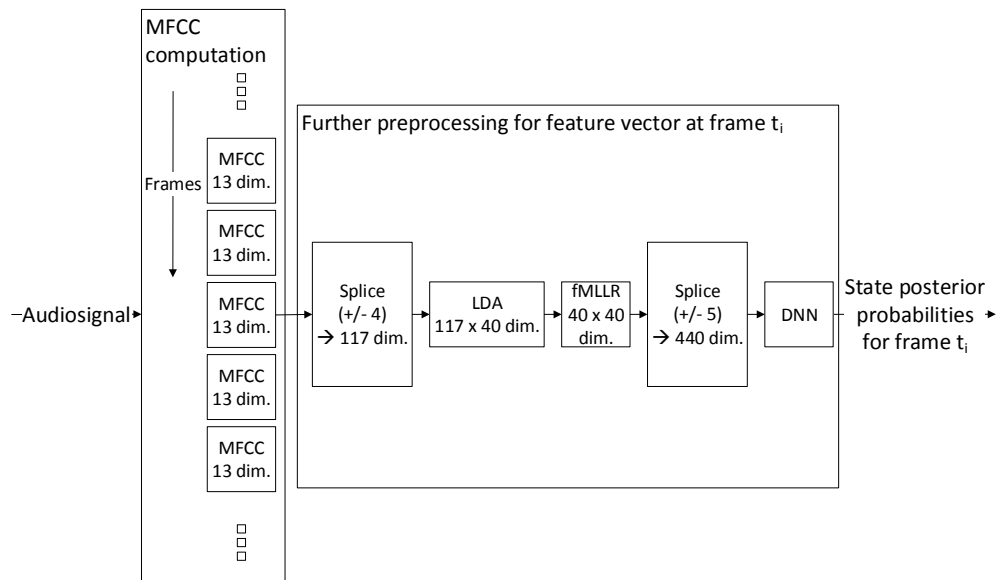 MFCC
computation
Frames
MFCC
13 dim.
MFCC
13 dim.
MFCC
13 dim.
MFCC
13 dim.
MFCC
13 dim.
Audiosignal
Further preprocessing for feature vector at frame tᵢ
Splice
(+/- 4)
→ 117 dim.
LDA
117 x 40 dim.
fMLLR
40 x 40
dim.
Splice
(+/- 5)
→ 440 dim.
DNN
State posterior
probabilities
for frame tᵢ